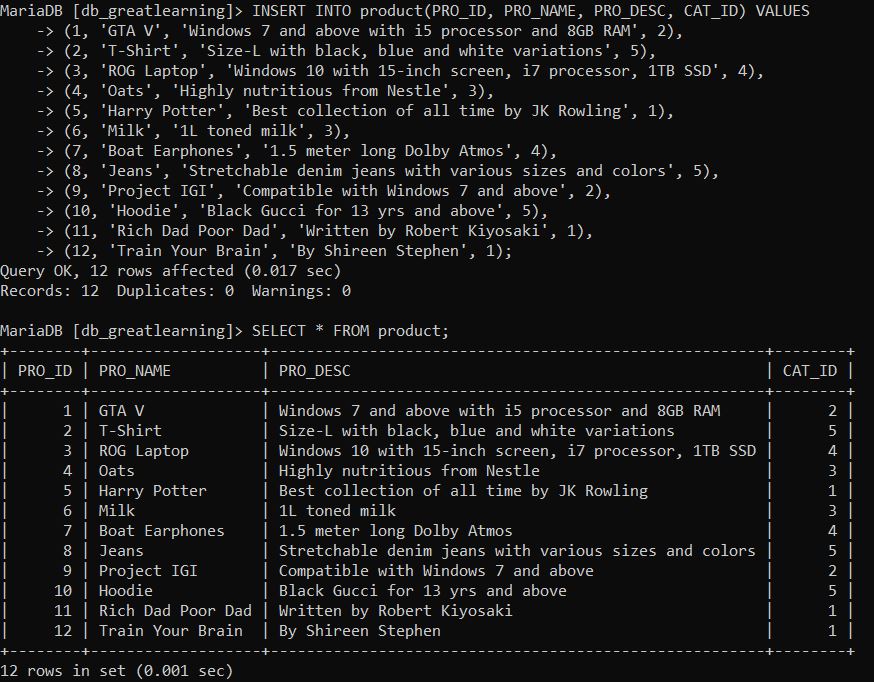 MariaDB [db_greatlearning]> INSERT INTO product(PRO_ID, PRO_NAME, PRO_DESC, CAT_ID) VALUES
    -> (1, 'GTA V', 'Windows 7 and above with i5 processor and 8GB RAM', 2),
    -> (2, 'T-Shirt', 'Size-L with black, blue and white variations', 5),
    -> (3, 'ROG Laptop', 'Windows 10 with 15-inch screen, i7 processor, 1TB SSD', 4),
    -> (4, 'Oats', 'Highly nutritious from Nestle', 3),
    -> (5, 'Harry Potter', 'Best collection of all time by JK Rowling', 1),
    -> (6, 'Milk', '1L toned milk', 3),
    -> (7, 'Boat Earphones', '1.5 meter long Dolby Atmos', 4),
    -> (8, 'Jeans', 'Stretchable denim jeans with various sizes and colors', 5),
    -> (9, 'Project IGI', 'Compatible with Windows 7 and above', 2),
    -> (10, 'Hoodie', 'Black Gucci for 13 yrs and above', 5),
    -> (11, 'Rich Dad Poor Dad', 'Written by Robert Kiyosaki', 1),
    -> (12, 'Train Your Brain', 'By Shireen Stephen', 1);
Query OK, 12 rows affected (0.017 sec)
Records: 12  Duplicates: 0  Warnings: 0

MariaDB [db_greatlearning]> SELECT * FROM product;
+--------+-------------------+-------------------------------------------------------+--------+
| PRO_ID | PRO_NAME          | PRO_DESC                                              | CAT_ID |
+--------+-------------------+-------------------------------------------------------+--------+
|      1 | GTA V             | Windows 7 and above with i5 processor and 8GB RAM     |      2 |
|      2 | T-Shirt           | Size-L with black, blue and white variations          |      5 |
|      3 | ROG Laptop        | Windows 10 with 15-inch screen, i7 processor, 1TB SSD |      4 |
|      4 | Oats              | Highly nutritious from Nestle                         |      3 |
|      5 | Harry Potter      | Best collection of all time by JK Rowling             |      1 |
|      6 | Milk              | 1L toned milk                                         |      3 |
|      7 | Boat Earphones    | 1.5 meter long Dolby Atmos                            |      4 |
|      8 | Jeans             | Stretchable denim jeans with various sizes and colors |      5 |
|      9 | Project IGI       | Compatible with Windows 7 and above                   |      2 |
|     10 | Hoodie            | Black Gucci for 13 yrs and above                      |      5 |
|     11 | Rich Dad Poor Dad | Written by Robert Kiyosaki                            |      1 |
|     12 | Train Your Brain  | By Shireen Stephen                                    |      1 |
+--------+-------------------+-------------------------------------------------------+--------+
12 rows in set (0.001 sec)